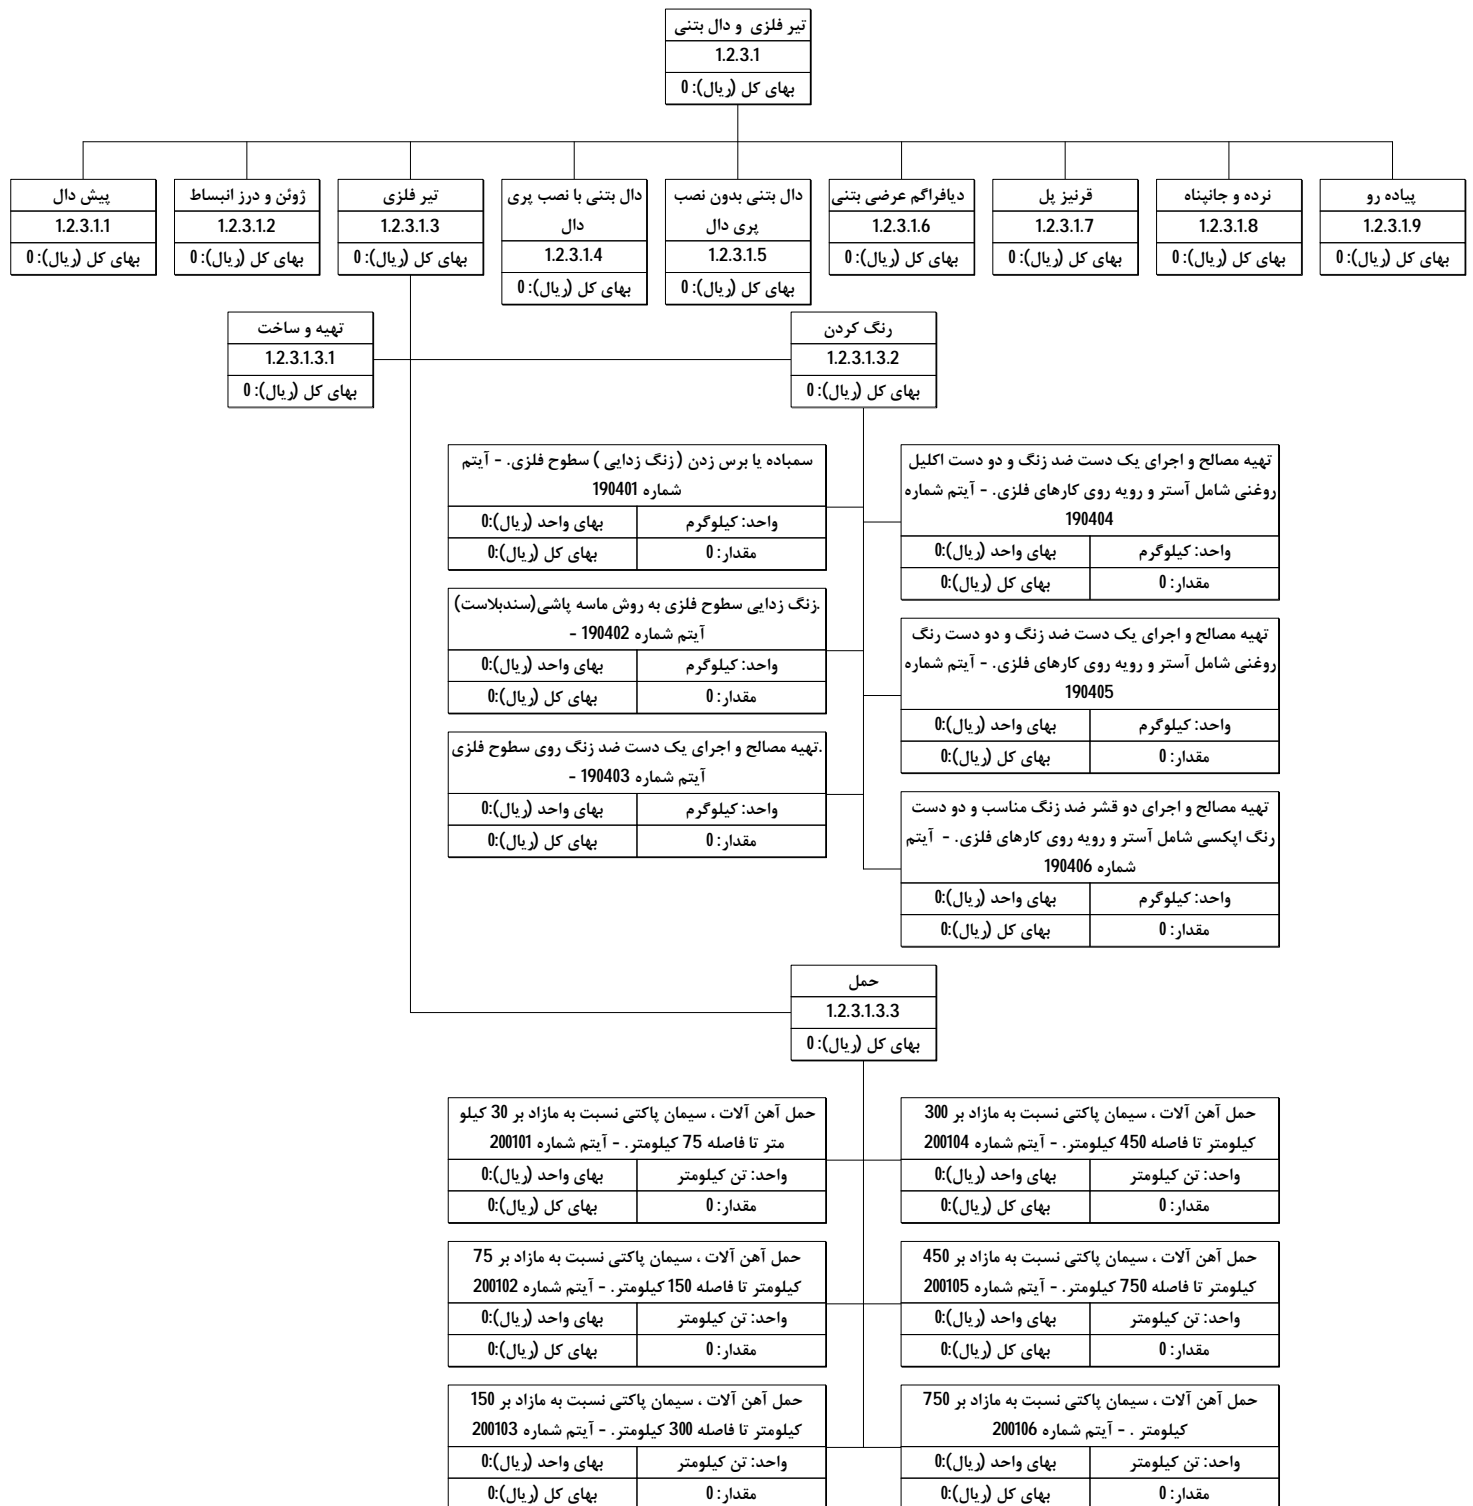 تیر فلزی و دال بتنی
1.2.3.1
بهای کل (ریال): 0
پیش دال
1.2.3.1.1
بهای کل (ریال): 0
ژوئن و درز انبساط
1.2.3.1.2
بهای کل (ریال): 0
تیر فلزی
1.2.3.1.3
بهای کل (ریال): 0
دال بتنی با نصب پری
دال
1.2.3.1.4
بهای کل (ریال): 0
دال بتنی بدون نصب
پری دال
1.2.3.1.5
بهای کل (ریال): 0
دیافراگم عرضی بتنی
1.2.3.1.6
بهای کل (ریال): 0
قرنیز پل
1.2.3.1.7
بهای کل (ریال): 0
نرده و جانپناه
1.2.3.1.8
بهای کل (ریال): 0
پیاده رو
1.2.3.1.9
بهای کل (ریال): 0
تهیه و ساخت
1.2.3.1.3.1
بهای کل (ریال): 0
رنگ کردن
1.2.3.1.3.2
بهای کل (ریال): 0
سمباده یا برس زدن ( زنگ زدایی ) سطوح فلزی. - آیتم
شماره 190401
واحد: کیلوگرم
بهای واحد (ریال):0
مقدار: 0
بهای کل (ریال):0
.زنگ زدایی سطوح فلزی به روش ماسه پاشی(سندبلاست)
آیتم شماره 190402 -
واحد: کیلوگرم
بهای واحد (ریال):0
مقدار: 0
بهای کل (ریال):0
.تهیه مصالح و اجرای یک دست ضد زنگ روی سطوح فلزی
آیتم شماره 190403 -
واحد: کیلوگرم
بهای واحد (ریال):0
مقدار: 0
بهای کل (ریال):0
تهیه مصالح و اجرای یک دست ضد زنگ و دو دست اکلیل
روغنی شامل آستر و رویه روی کارهای فلزی. - آیتم شماره
190404
واحد: کیلوگرم
بهای واحد (ریال):0
مقدار: 0
بهای کل (ریال):0
تهیه مصالح و اجرای یک دست ضد زنگ و دو دست رنگ
روغنی شامل آستر و رویه روی کارهای فلزی. - آیتم شماره
190405
واحد: کیلوگرم
بهای واحد (ریال):0
مقدار: 0
بهای کل (ریال):0
تهیه مصالح و اجرای دو قشر ضد زنگ مناسب و دو دست
رنگ اپکسی شامل آستر و رویه روی کارهای فلزی. - آیتم
شماره 190406
واحد: کیلوگرم
بهای واحد (ریال):0
مقدار: 0
بهای کل (ریال):0
حمل
1.2.3.1.3.3
بهای کل (ریال): 0
حمل آهن آلات ، سیمان پاکتی نسبت به مازاد بر 30 کیلو
متر تا فاصله 75 کیلومتر. - آیتم شماره 200101
واحد: تن کیلومتر
بهای واحد (ریال):0
مقدار: 0
بهای کل (ریال):0
حمل آهن آلات ، سیمان پاکتی نسبت به مازاد بر 75
کیلومتر تا فاصله 150 کیلومتر. - آیتم شماره 200102
واحد: تن کیلومتر
بهای واحد (ریال):0
مقدار: 0
بهای کل (ریال):0
حمل آهن آلات ، سیمان پاکتی نسبت به مازاد بر 150
کیلومتر تا فاصله 300 کیلومتر. - آیتم شماره 200103
واحد: تن کیلومتر
بهای واحد (ریال):0
مقدار: 0
بهای کل (ریال):0
حمل آهن آلات ، سیمان پاکتی نسبت به مازاد بر 300
کیلومتر تا فاصله 450 کیلومتر. - آیتم شماره 200104
واحد: تن کیلومتر
بهای واحد (ریال):0
مقدار: 0
بهای کل (ریال):0
حمل آهن آلات ، سیمان پاکتی نسبت به مازاد بر 450
کیلومتر تا فاصله 750 کیلومتر. - آیتم شماره 200105
واحد: تن کیلومتر
بهای واحد (ریال):0
مقدار: 0
بهای کل (ریال):0
حمل آهن آلات ، سیمان پاکتی نسبت به مازاد بر 750
کیلومتر . - آیتم شماره 200106
واحد: تن کیلومتر
بهای واحد (ریال):0
مقدار: 0
بهای کل (ریال):0